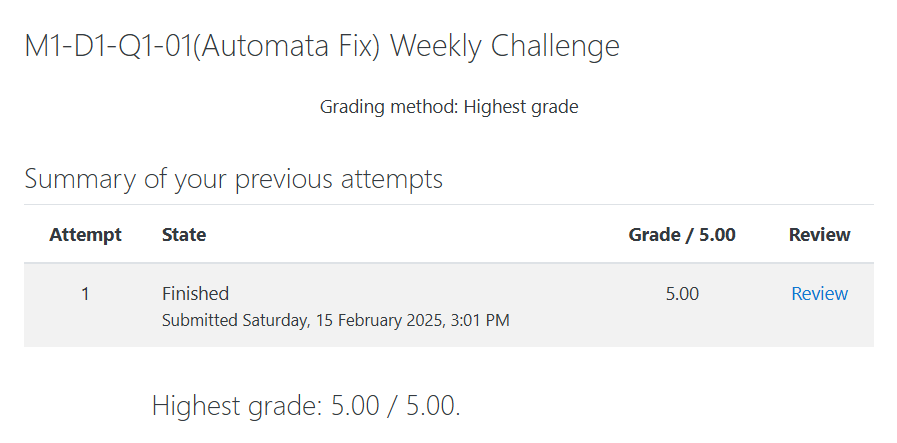 M1-D1-Q1-01(Automata Fix) Weekly Challenge
Grading method: Highest grade
Summary of your previous attempts
Attempt State Grade / 5.00 Review
1 Finished 5.00 Review
Submitted Saturday, 15 February 2025, 3:01 PM
Highest grade: 5.00 / 5.00.